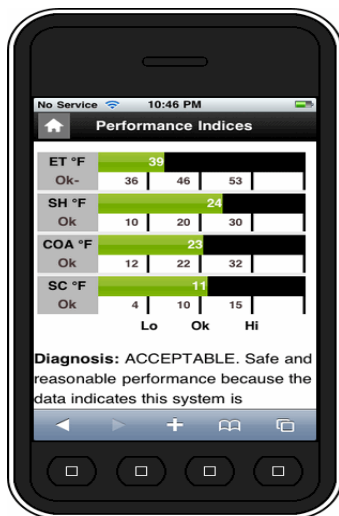 No Service 10:46 PM
Performance Indices
ET °F 39
Ok- 36 46 53
SH °F 24
Ok 10 20 30
COA °F 23
Ok 12 22 32
SC °F 11
Ok 4 10 15
Lo Ok Hi
Diagnosis: ACCEPTABLE. Safe and
reasonable performance because the
data indicates this system is